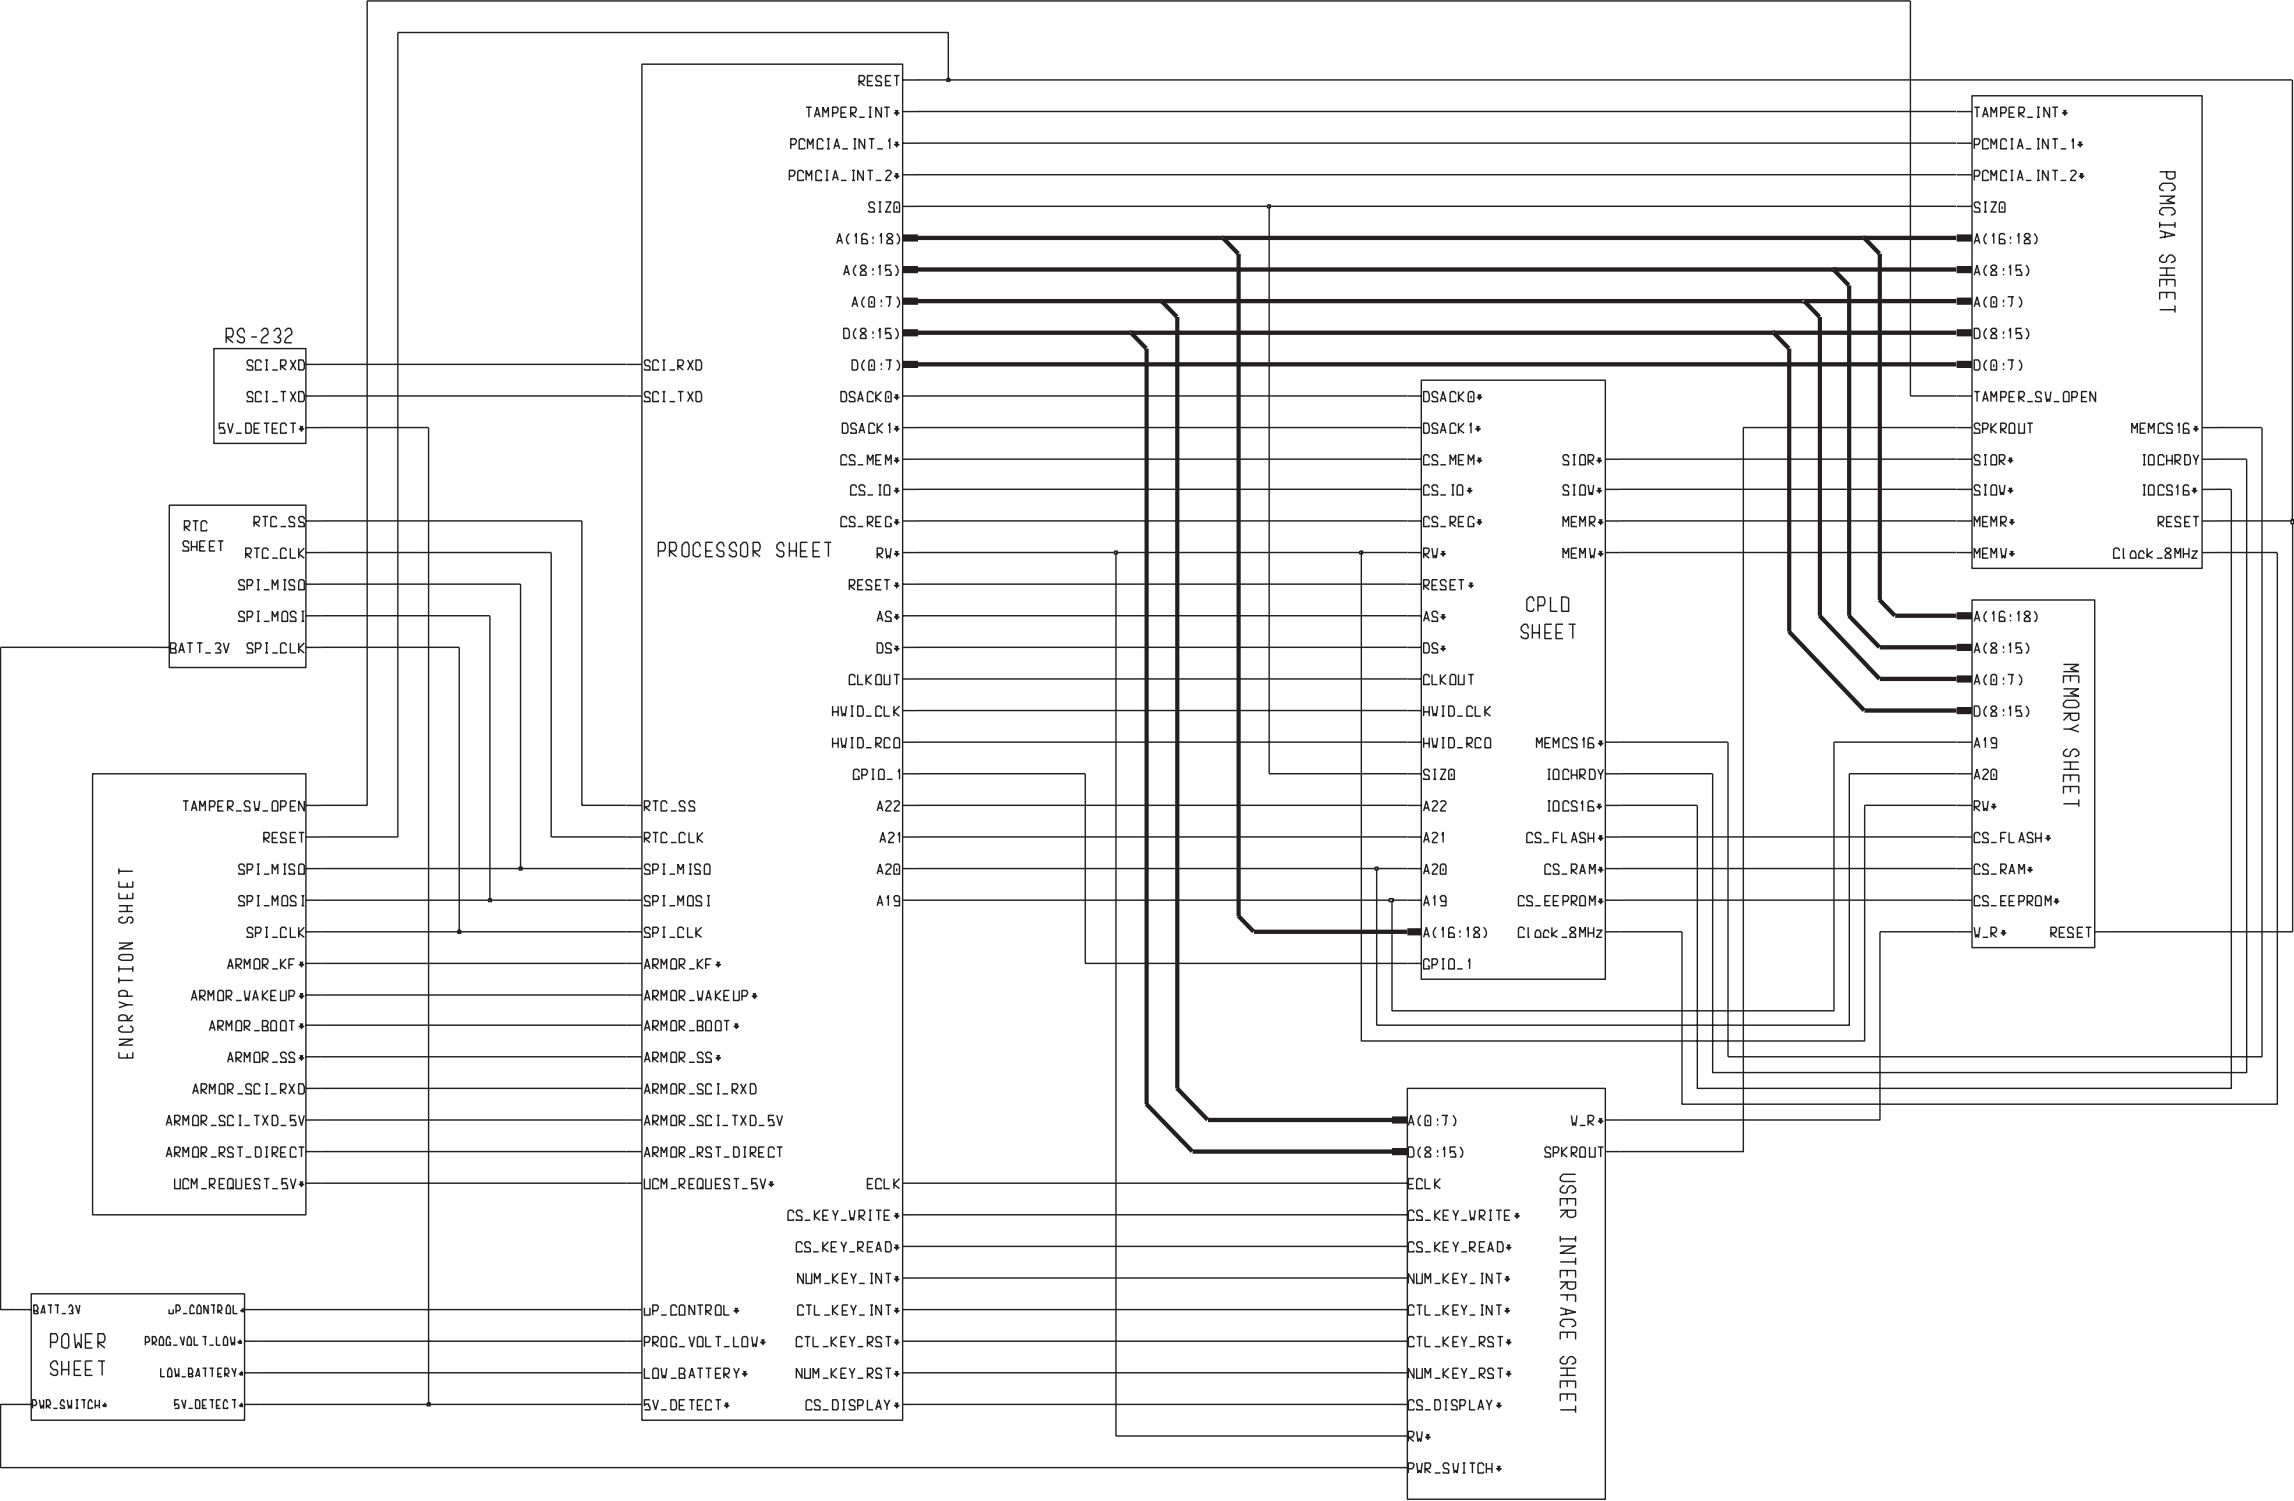 RS-232
SCI_RXD
SCI_TXD
5V_DETECT*
RTC
SHEET
RTC_SS
RTC_CLK
SPI_MISO
SPI_MOSI
BATT_3V SPI_CLK
ENCRYPTION SHEET
TAMPER_SW_OPEN
RESET
SPI_MISO
SPI_MOSI
SPI_CLK
ARMOR_KF*
ARMOR_WAKEUP*
ARMOR_BOOT*
ARMOR_SS*
ARMOR_SCI_RXD
ARMOR_SCI_TXD_5V
ARMOR_RST_DIRECT
UCM_REQUEST_5V*
POWER
SHEET
BATT_3V
PWR_SWITCH*
uP_CONTROL*
PROG_VOLT_LOW*
LOW_BATTERY*
5V_DETECT*
PROCESSOR SHEET
SCI_RXD
SCI_TXD
RTC_SS
RTC_CLK
SPI_MISO
SPI_MOSI
SPI_CLK
ARMOR_KF*
ARMOR_WAKEUP*
ARMOR_BOOT*
ARMOR_SS*
ARMOR_SCI_RXD
ARMOR_SCI_TXD_5V
ARMOR_RST_DIRECT
UCM_REQUEST_5V*
uP_CONTROL*
PROG_VOLT_LOW*
LOW_BATTERY*
5V_DETECT*
RESET
TAMPER_INT*
PCMCIA_INT_1*
PCMCIA_INT_2*
SIZ0
A(16:18)
A(8:15)
A(0:7)
D(8:15)
D(0:7)
DSACK0*
DSACK1*
CS_MEM*
CS_IO*
CS_REG*
RW*
RESET*
AS*
DS*
CLKOUT
HWID_CLK
HWID_RCO
GPIO_1
A22
A21
A20
A19
ECLK
CS_KEY_WRITE*
CS_KEY_READ*
NUM_KEY_INT*
CTL_KEY_INT*
CTL_KEY_RST*
NUM_KEY_RST*
CS_DISPLAY*
CPLD
SHEET
DSACK0*
DSACK1*
CS_MEM*
CS_IO*
CS_REG*
RW*
RESET*
AS*
DS*
CLKOUT
HWID_CLK
HWID_RCO
SIZ0
A22
A21
A20
A19
A(16:18)
GPIO_1
SIOR*
SIOW*
MEMR*
MEMW*
MEMCS16*
IOCHRDY
IOCS16*
CS_FLASH*
CS_RAM*
CS_EEPROM*
Clock_8MHz
USER INTERFACE SHEET
A(0:7)
D(8:15)
ECLK
CS_KEY_WRITE*
CS_KEY_READ*
NUM_KEY_INT*
CTL_KEY_INT*
CTL_KEY_RST*
NUM_KEY_RST*
CS_DISPLAY*
RW*
PWR_SWITCH*
W_R*
SPKROUT
PCMCIA SHEET
TAMPER_INT*
PCMCIA_INT_1*
PCMCIA_INT_2*
SIZ0
A(16:18)
A(8:15)
A(0:7)
D(8:15)
D(0:7)
TAMPER_SW_OPEN
SPKROUT
SIOR*
SIOW*
MEMR*
MEMW*
MEMCS16*
IOCHRDY
IOCS16*
RESET
Clock_8MHz
MEMORY SHEET
A(16:18)
A(8:15)
A(0:7)
D(8:15)
A19
A20
RW*
CS_FLASH*
CS_RAM*
CS_EEPROM*
W_R* RESET